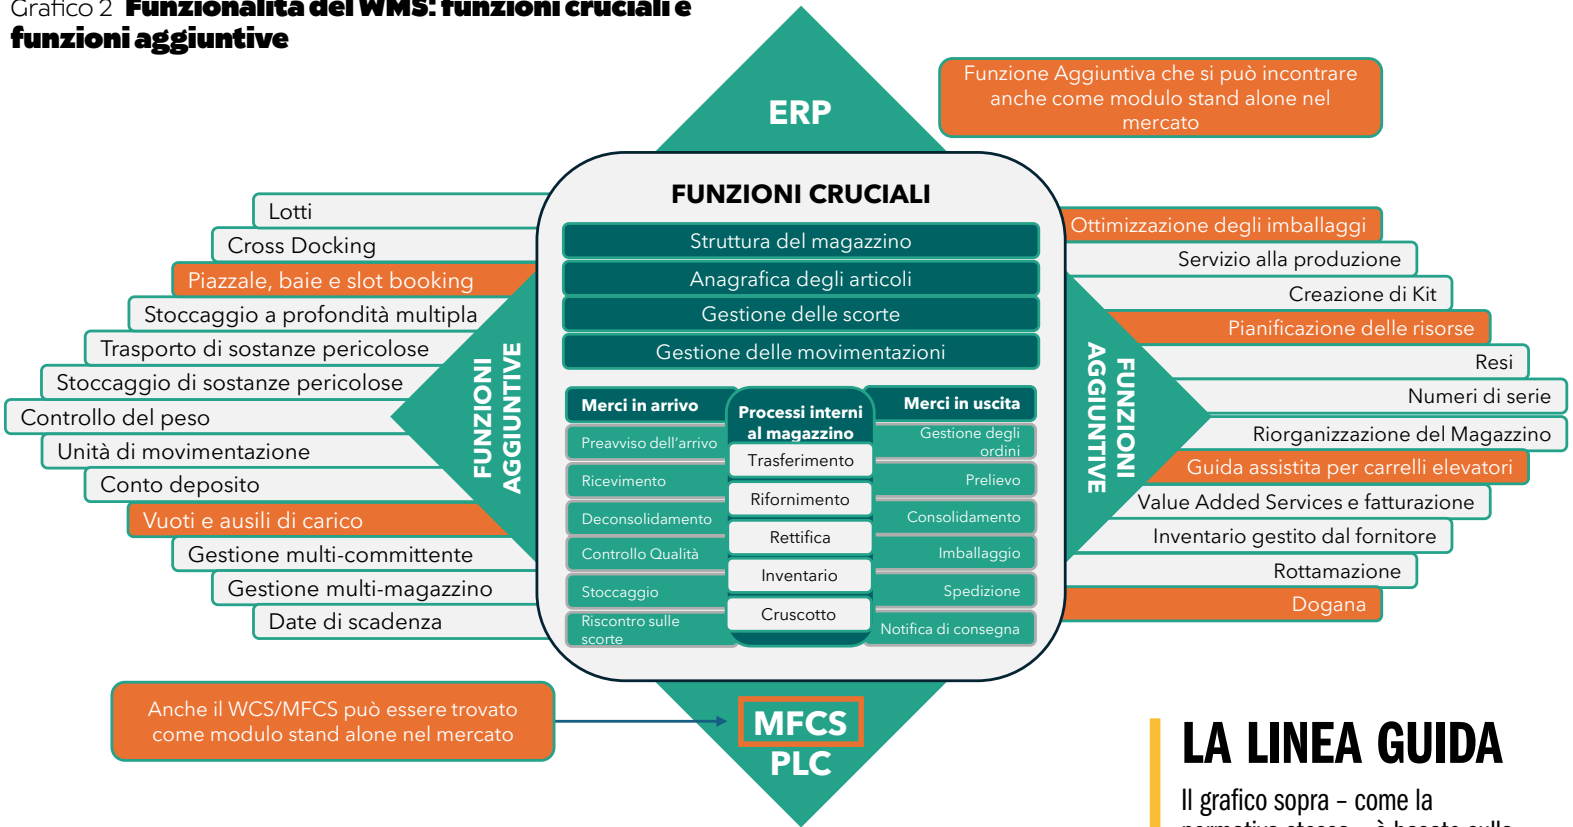 Grafico 2 Funzionalità del WMS: funzioni cruciali e
funzioni aggiuntive
ERP
Funzione Aggiuntiva che si può incontrare
anche come modulo stand alone nel
mercato
FUNZIONI CRUCIALI
Struttura del magazzino
Anagrafica degli articoli
Gestione delle scorte
Gestione delle movimentazioni
Merci in arrivo
Preavviso dell'arrivo
Ricevimento
Deconsolidamento
Controllo Qualità
Stoccaggio
Riscontro sulle
scorte
Processi interni
al magazzino
Trasferimento
Rifornimento
Rettifica
Inventario
Cruscotto
Merci in uscita
Gestione degli
ordini
Prelievo
Consolidamento
Imballaggio
Spedizione
Notifica di consegna
Lotti
Cross Docking
Piazzale, baie e slot booking
Stoccaggio a profondità multipla
Trasporto di sostanze pericolose
Stoccaggio di sostanze pericolose
Controllo del peso
Unità di movimentazione
Conto deposito
Vuoti e ausili di carico
Gestione multi-committente
Gestione multi-magazzino
Date di scadenza
FUNZIONI
AGGIUNTIVE
FUNZIONI
AGGIUNTIVE
Ottimizzazione degli imballaggi
Servizio alla produzione
Creazione di Kit
Pianificazione delle risorse
Resi
Numeri di serie
Riorganizzazione del Magazzino
Guida assistita per carrelli elevatori
Value Added Services e fatturazione
Inventario gestito dal fornitore
Rottamazione
Dogana
Anche il WCS/MFCS può essere trovato
come modulo stand alone nel mercato
MFCS
PLC
LA LINEA GUIDA
Il grafico sopra – come la
normativa stessa – è basato sulla